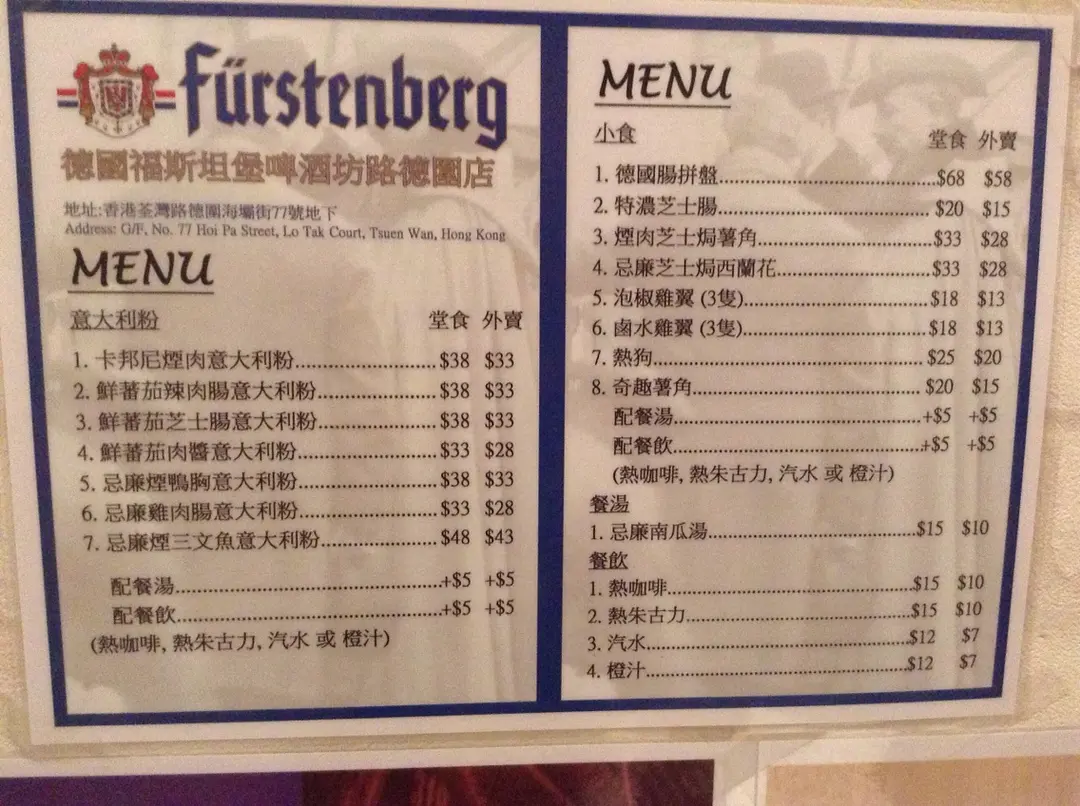 Fürstenberg
德國福斯坦堡啤酒坊路德圍店
地址:香港荃灣路德圍海壩街77號地下
Address: G/F, No. 77 Hoi Pa Street, Lo Tak Court, Tsuen Wan, Hong Kong
MENU
意大利粉 堂食 外賣
1. 卡邦尼煙肉意大利粉 $38 $33
2. 鮮蕃茄辣肉腸意大利粉 $38 $33
3. 鮮蕃茄芝士腸意大利粉 $38 $33
4. 鮮蕃茄肉醬意大利粉 $33 $28
5. 忌廉煙鴨胸意大利粉 $38 $33
6. 忌廉雞肉腸意大利粉 $33 $28
7. 忌廉煙三文魚意大利粉 $48 $43
配餐湯 +$5 +$5
配餐飲 +$5 +$5
(熱咖啡, 熱朱古力, 汽水 或 橙汁)
MENU
小食 堂食 外賣
1. 德國腸拼盤 $68 $58
2. 特濃芝士腸 $20 $15
3. 煙肉芝士焗薯角 $33 $28
4. 忌廉芝士焗西蘭花 $33 $28
5. 泡椒雞翼 (3隻) $18 $13
6. 鹵水雞翼 (3隻) $18 $13
7. 熱狗 $25 $20
8. 奇趣薯角 $20 $15
配餐湯 +$5 +$5
配餐飲 +$5 +$5
(熱咖啡, 熱朱古力, 汽水 或 橙汁)
餐湯
1. 忌廉南瓜湯 $15 $10
餐飲
1. 熱咖啡 $15 $10
2. 熱朱古力 $15 $10
3. 汽水 $12 $7
4. 橙汁 $12 $7